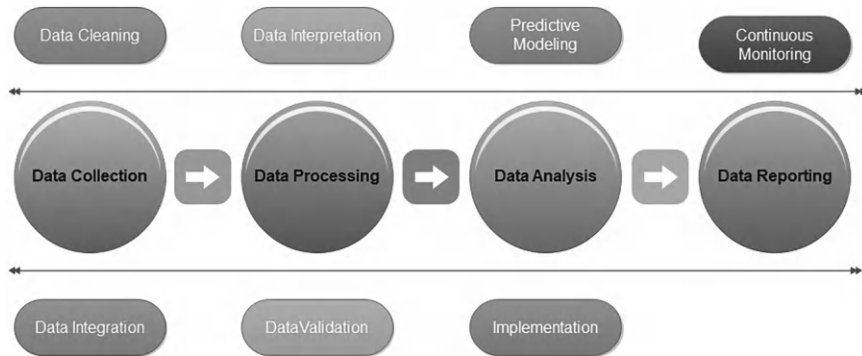 Data Cleaning
Data Interpretation
Predictive
Modeling
Continuous
Monitoring
Data Collection
Data Processing
Data Analysis
Data Reporting
Data Integration
DataValidation
Implementation